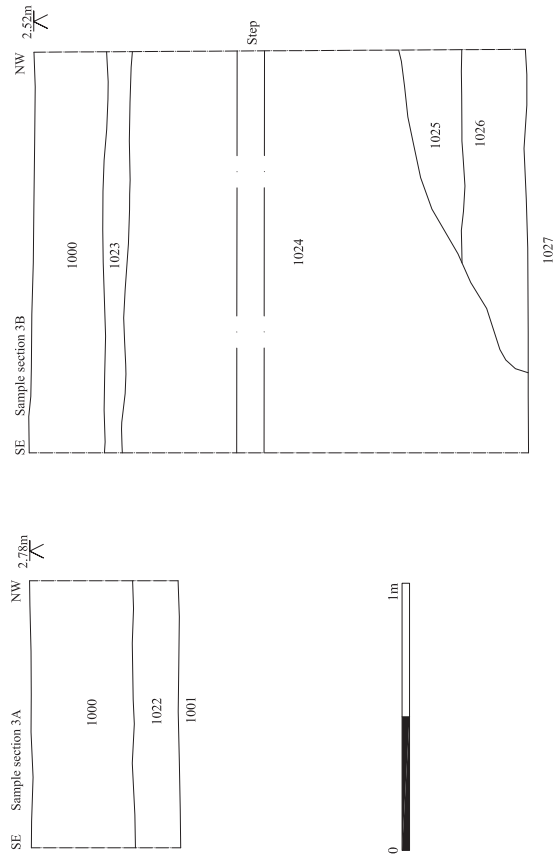 SE Sample section 3A NW
2.78m
1000
1022
1001
SE Sample section 3B NW
2.52m
1000
1023
Step
1024
1025
1026
1027
0 1m